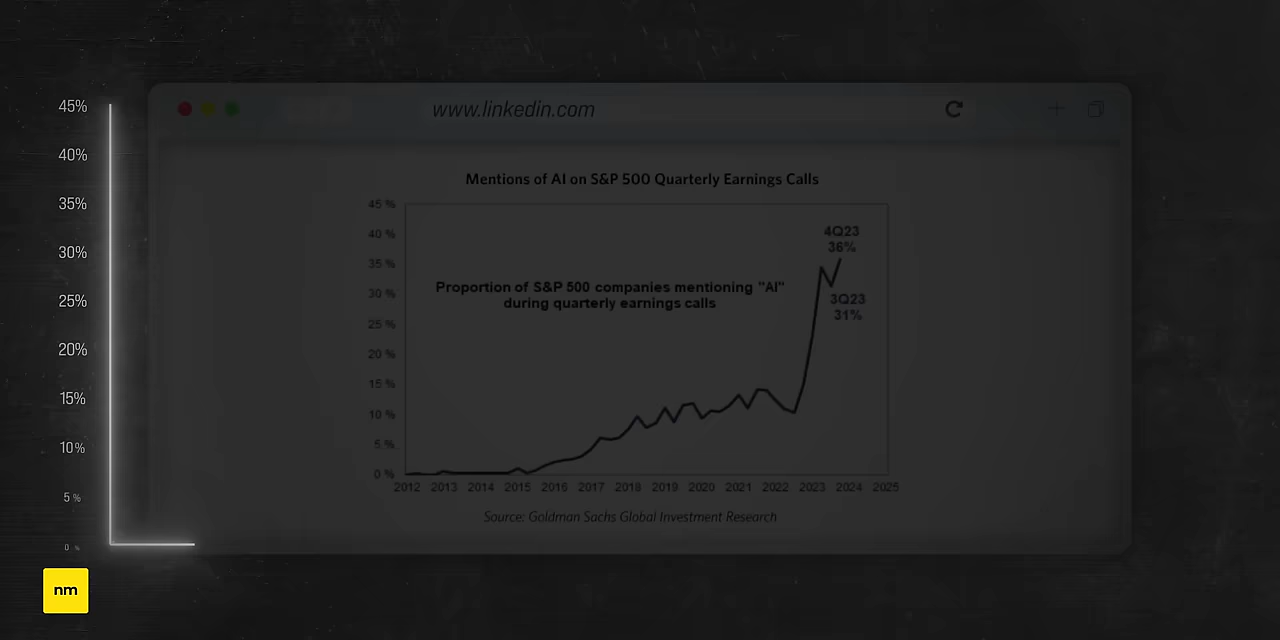 www.linkedin.com
45%
40%
35%
30%
25%
20%
15%
10%
5 %
0 %
Mentions of AI on S&P 500 Quarterly Earnings Calls
45 %
40 %
35 %
30 %
25 %
20 %
15 %
10 %
5 %
0 %
4Q23
36%
Proportion of S&P 500 companies mentioning "AI"
during quarterly earnings calls
3Q23
31%
2012 2013 2014 2015 2016 2017 2018 2019 2020 2021 2022 2023 2024 2025
Source: Goldman Sachs Global Investment Research
nm